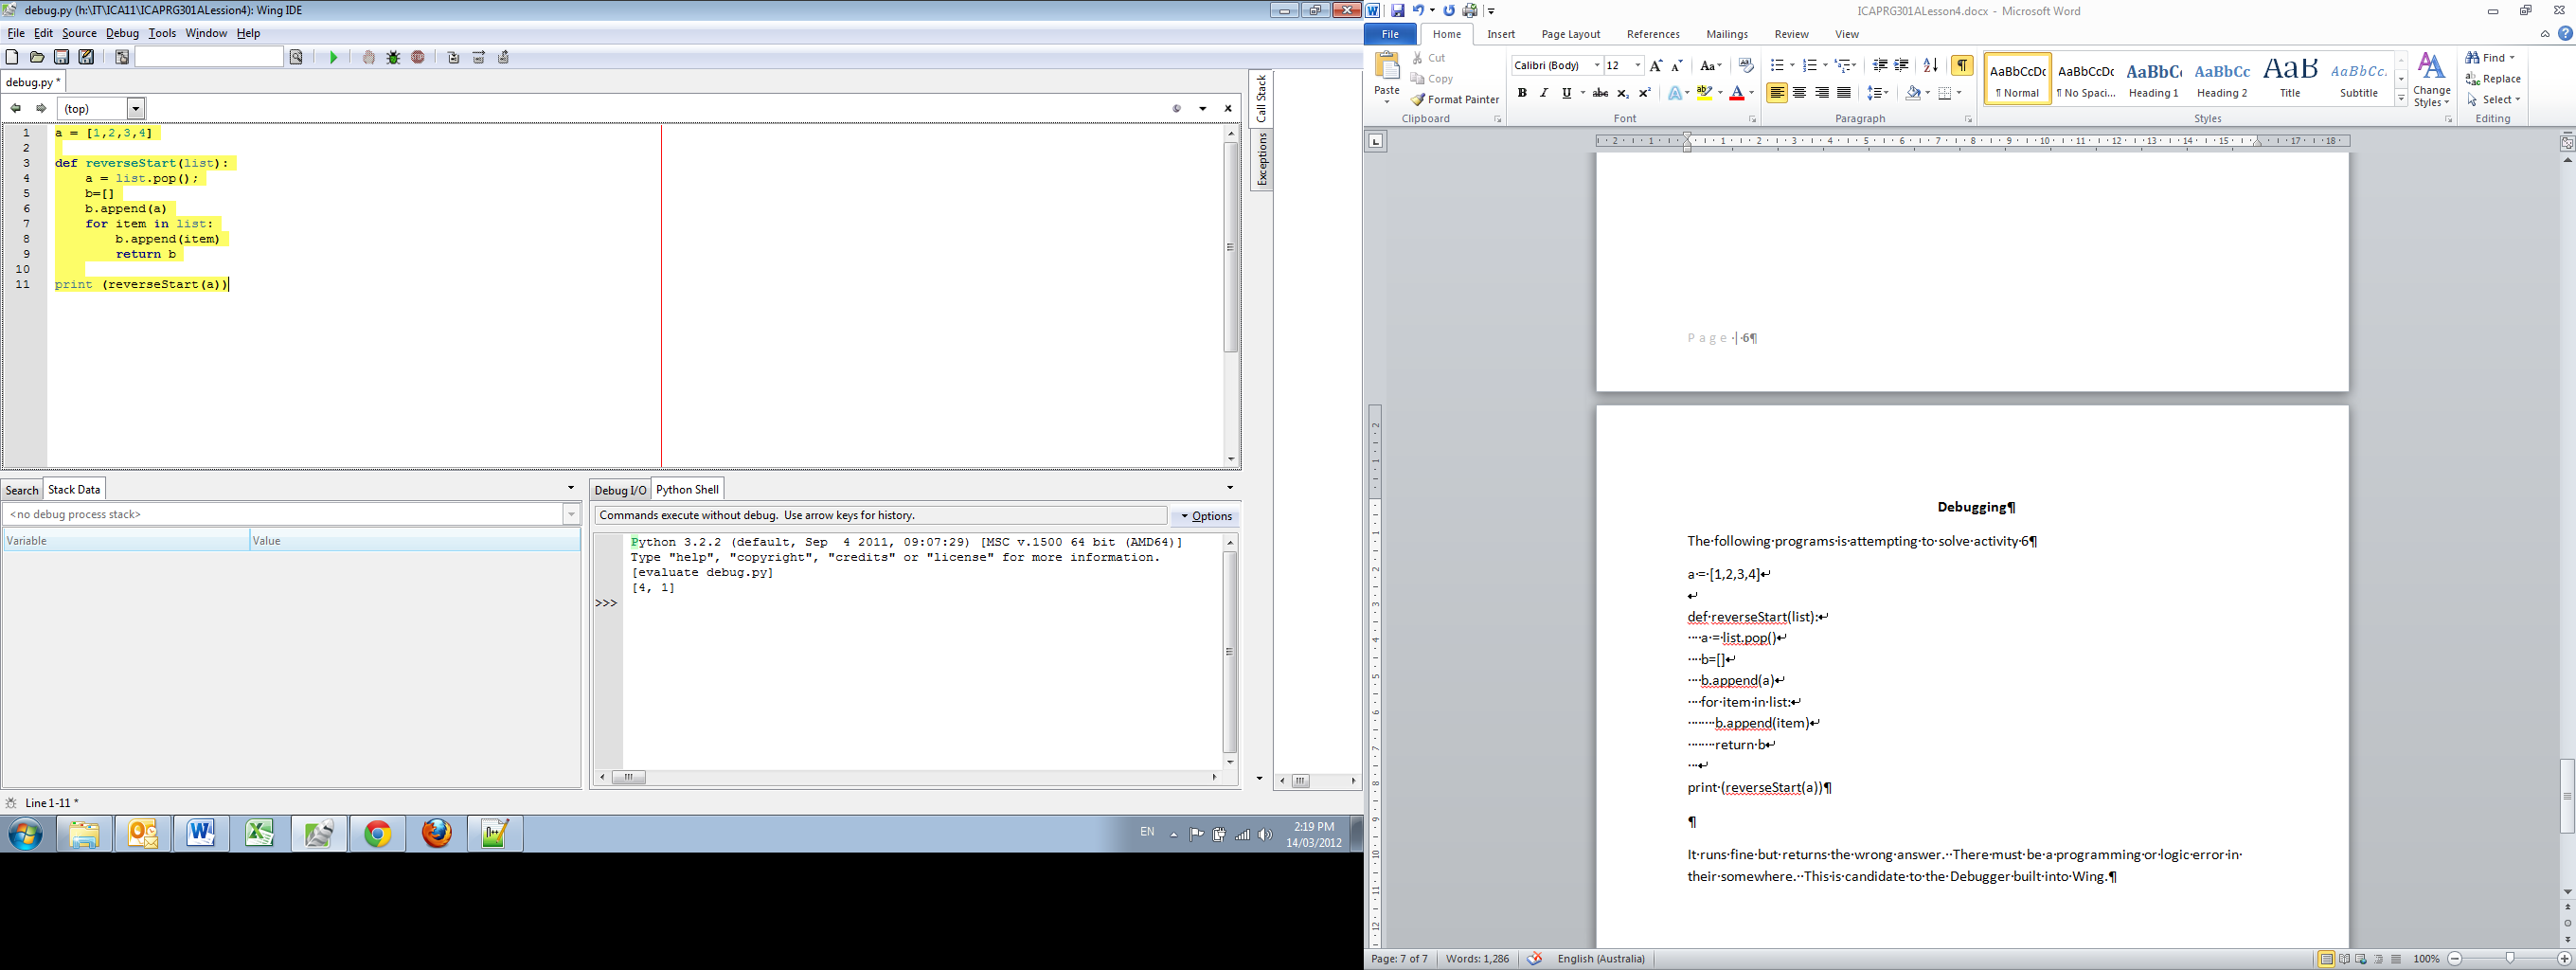 debug.py (h:\IT\ICA11\ICAPRG301ALesson4): Wing IDE
File Edit Source Debug Tools Window Help
debug.py *
(top)
1 a = [1,2,3,4]
2
3 def reverseStart(list):
4 a = list.pop();
5 b=[]
6 b.append(a)
7 for item in list:
8 b.append(item)
9 return b
10
11 print (reverseStart(a))
Call Stack
Exceptions
Search Stack Data
<no debug process stack>
Variable Value
Debug I/O Python Shell
Commands execute without debug. Use arrow keys for history.
Options
Python 3.2.2 (default, Sep 4 2011, 09:07:29) [MSC v.1500 64 bit (AMD64)]
Type "help", "copyright", "credits" or "license" for more information.
[evaluate debug.py]
[4, 1]
>>>
Line 1-11 *
EN
2:19 PM
14/03/2012
ICAPRG301ALesson4.docx - Microsoft Word
File Home Insert Page Layout References Mailings Review View
Paste
Cut
Copy
Format Painter
Clipboard
Calibri (Body) 12
Font
Paragraph
AaBbCcDc AaBbCcDc AaBbC AaBbCc AaB AaBbCc.
¶ Normal ¶ No Spaci... Heading 1 Heading 2 Title Subtitle
Change Styles
Styles
Find
Replace
Select
Editing
Page·|·6¶
Debugging¶
The·following·programs·is·attempting·to·solve·activity·6¶
a·=·[1,2,3,4]↵
↵
def·reverseStart(list):↵
····a·=·list.pop()↵
····b=[]↵
····b.append(a)↵
····for·item·in·list:↵
········b.append(item)↵
········return·b↵
····↵
print·(reverseStart(a))¶
¶
It·runs·fine·but·returns·the·wrong·answer.··There·must·be·a·programming·or·logic·error·in·
their·somewhere.··This·is·candidate·to·the·Debugger·built·into·Wing.¶
Page: 7 of 7 Words: 1,286 English (Australia) 100%